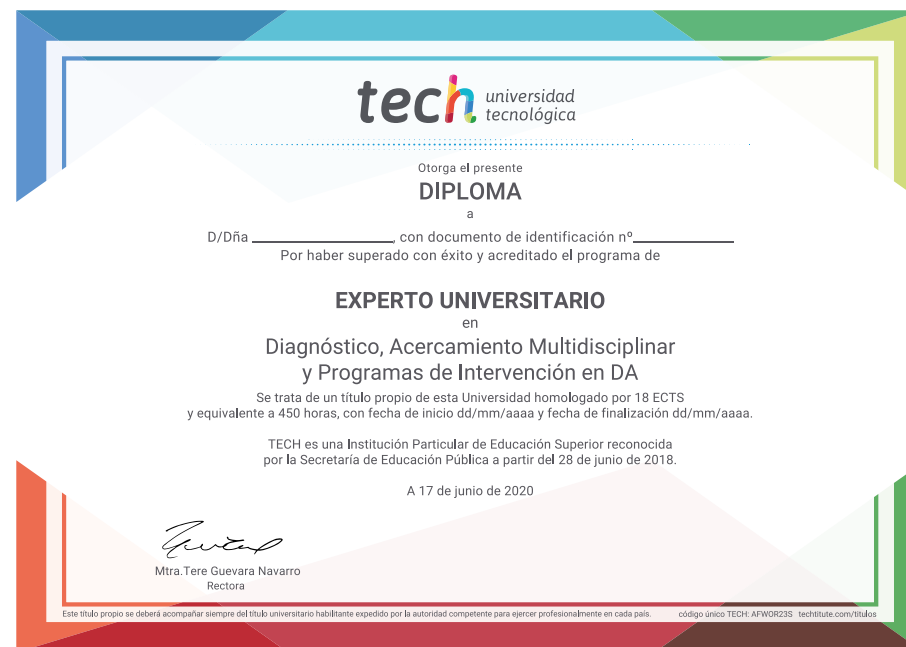 tech universidad
tecnológica
Otorga el presente
DIPLOMA
a
D/Dña ____________________, con documento de identificación nº______________
Por haber superado con éxito y acreditado el programa de
EXPERTO UNIVERSITARIO
en
Diagnóstico, Acercamiento Multidisciplinar
y Programas de Intervención en DA
Se trata de un título propio de esta Universidad homologado por 18 ECTS
y equivalente a 450 horas, con fecha de inicio dd/mm/aaaa y fecha de finalización dd/mm/aaaa.
TECH es una Institución Particular de Educación Superior reconocida
por la Secretaría de Educación Pública a partir del 28 de junio de 2018.
A 17 de junio de 2020
Mtra.Tere Guevara Navarro
Rectora
Este título propio se deberá acompañar siempre del título universitario habilitante expedido por la autoridad competente para ejercer profesionalmente en cada país. código único TECH: AFWOR23S techtitute.com/titulos